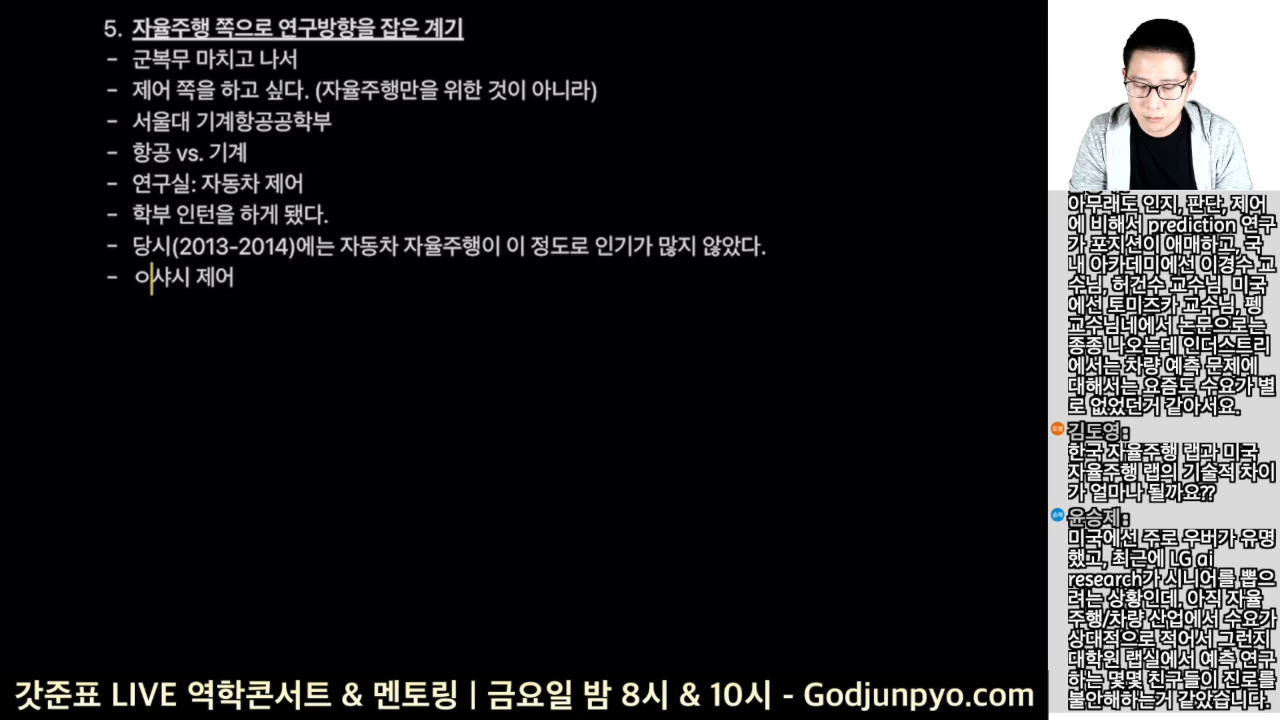 5. 자율주행 쪽으로 연구방향을 잡은 계기
- 군복무 마치고 나서
- 제어 쪽을 하고 싶다. (자율주행만을 위한 것이 아니라)
- 서울대 기계항공공학부
- 항공 vs. 기계
- 연구실: 자동차 제어
- 학부 인턴을 하게 됐다.
- 당시(2013-2014)에는 자동차 자율주행이 이 정도로 인기가 많지 않았다.
- ㅇ샤시 제어
아무래도 인지, 판단, 제어
에 비해서 prediction 연구
가 포지션이 애매하고, 국
내 아카데미에선 이경수 교
수님, 허건수 교수님. 미국
에선 토미즈카 교수님, 펭
교수님네에서 논문으로는
종종 나오는데 인더스트리
에서는 차량 예측 문제에
대해서는 요즘도 수요가 별
로 없었던거 같아서요.
김도영:
한국 자율주행 랩과 미국
자율주행 랩의 기술적 차이
가 얼마나 될까요??
윤승제:
미국에선 주로 우버가 유명
했고, 최근에 LG ai
research가 시니어를 뽑으
려는 상황인데, 아직 자율
주행/차량 산업에서 수요가
상대적으로 적어서 그런지
대학원 랩실에서 예측 연구
하는 몇몇 친구들이 진로를
불안해하는거 같았습니다.
갓준표 LIVE 역학콘서트 & 멘토링 | 금요일 밤 8시 & 10시 - Godjunpyo.com